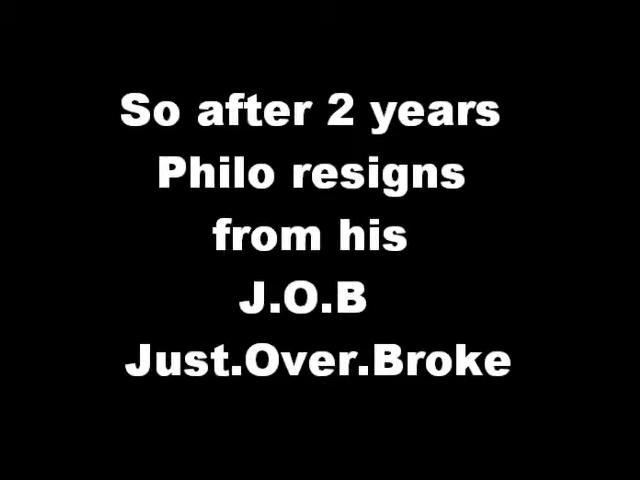 So after 2 years
Philo resigns
from his
J.O.B
Just.Over.Broke